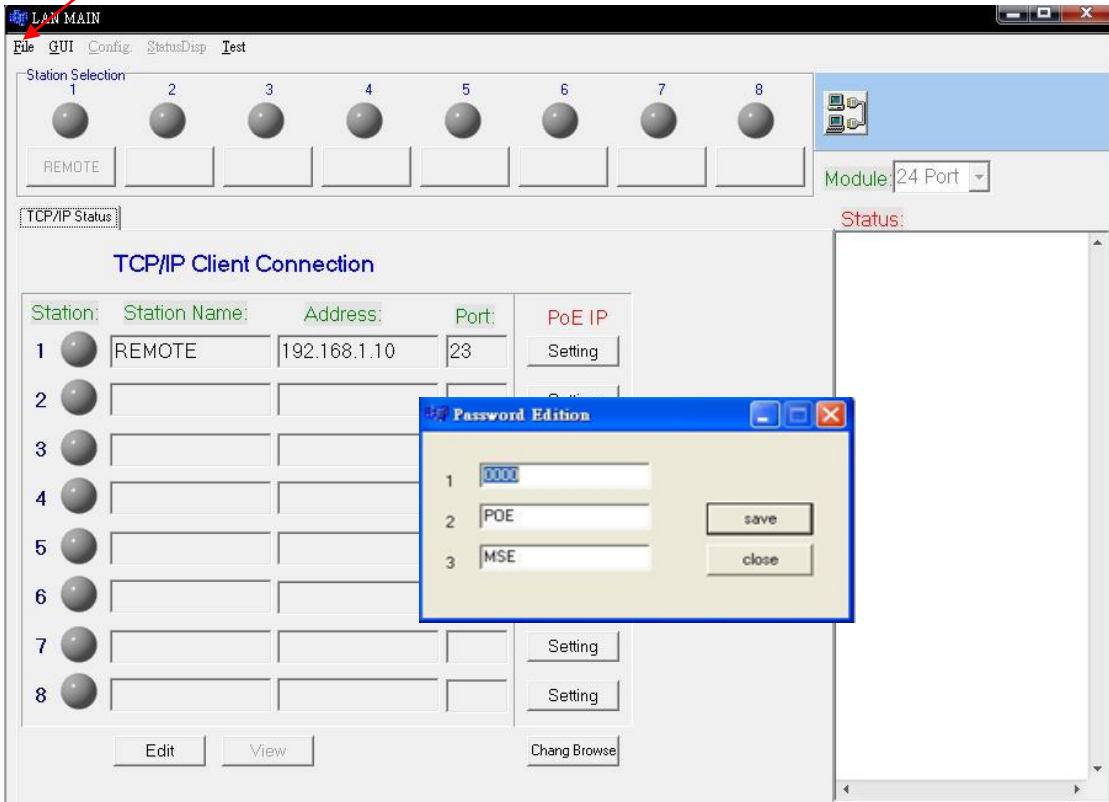 LAN MAIN
File GUI Config. StatusDisp Test
Station Selection
1 2 3 4 5 6 7 8
REMOTE
Module: 24 Port
TCP/IP Status
Status:
TCP/IP Client Connection
Station: Station Name: Address: Port: PoE IP
1 REMOTE 192.168.1.10 23 Setting
2
3
4
5
6
7 Setting
8 Setting
Edit View Chang Browse
Password Edition
1 0000
2 POE save
3 MSE close